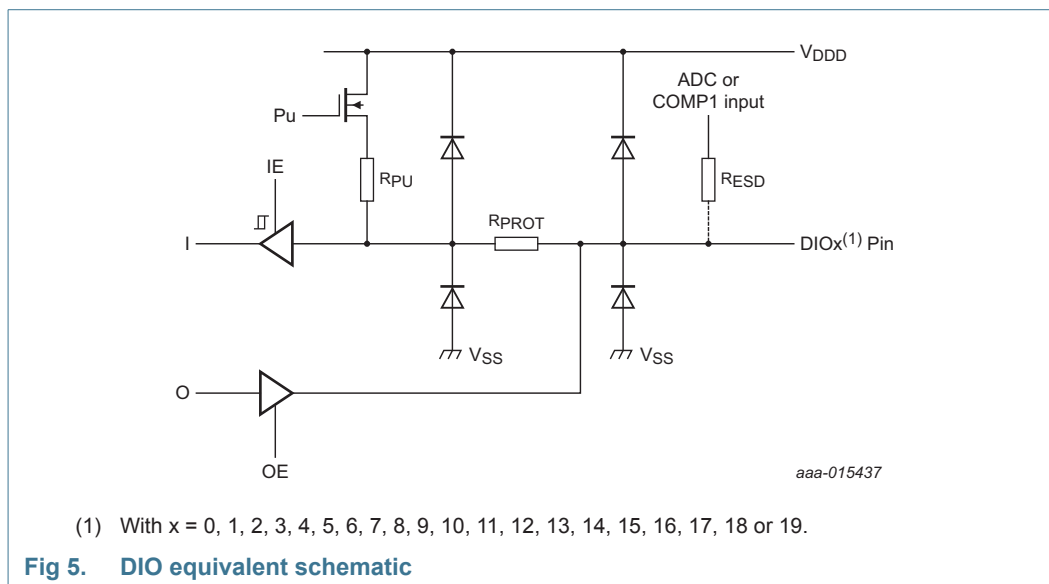 VDDD
ADC or
COMP1 input
Pu
IE
RPU
RESD
RPROT
I
DIOx(1) Pin
VSS
VSS
O
OE
aaa-015437
(1) With x = 0, 1, 2, 3, 4, 5, 6, 7, 8, 9, 10, 11, 12, 13, 14, 15, 16, 17, 18 or 19.
Fig 5. DIO equivalent schematic